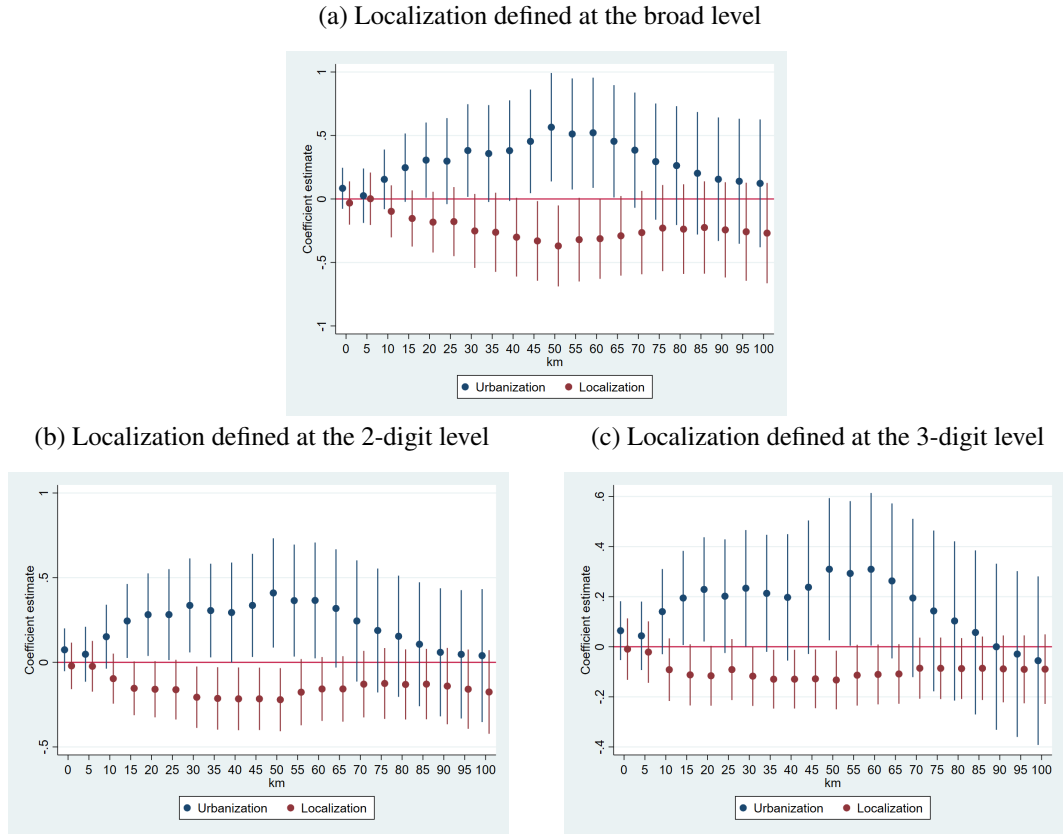 (a) Localization defined at the broad level
Coefficient estimate
1
.5
0
-.5
-1
0 5 10 15 20 25 30 35 40 45 50 55 60 65 70 75 80 85 90 95 100
km
Urbanization Localization
(b) Localization defined at the 2-digit level
Coefficient estimate
1
.5
0
-.5
0 5 10 15 20 25 30 35 40 45 50 55 60 65 70 75 80 85 90 95 100
km
Urbanization Localization
(c) Localization defined at the 3-digit level
Coefficient estimate
.6
.4
.2
0
-.2
-.4
0 5 10 15 20 25 30 35 40 45 50 55 60 65 70 75 80 85 90 95 100
km
Urbanization Localization